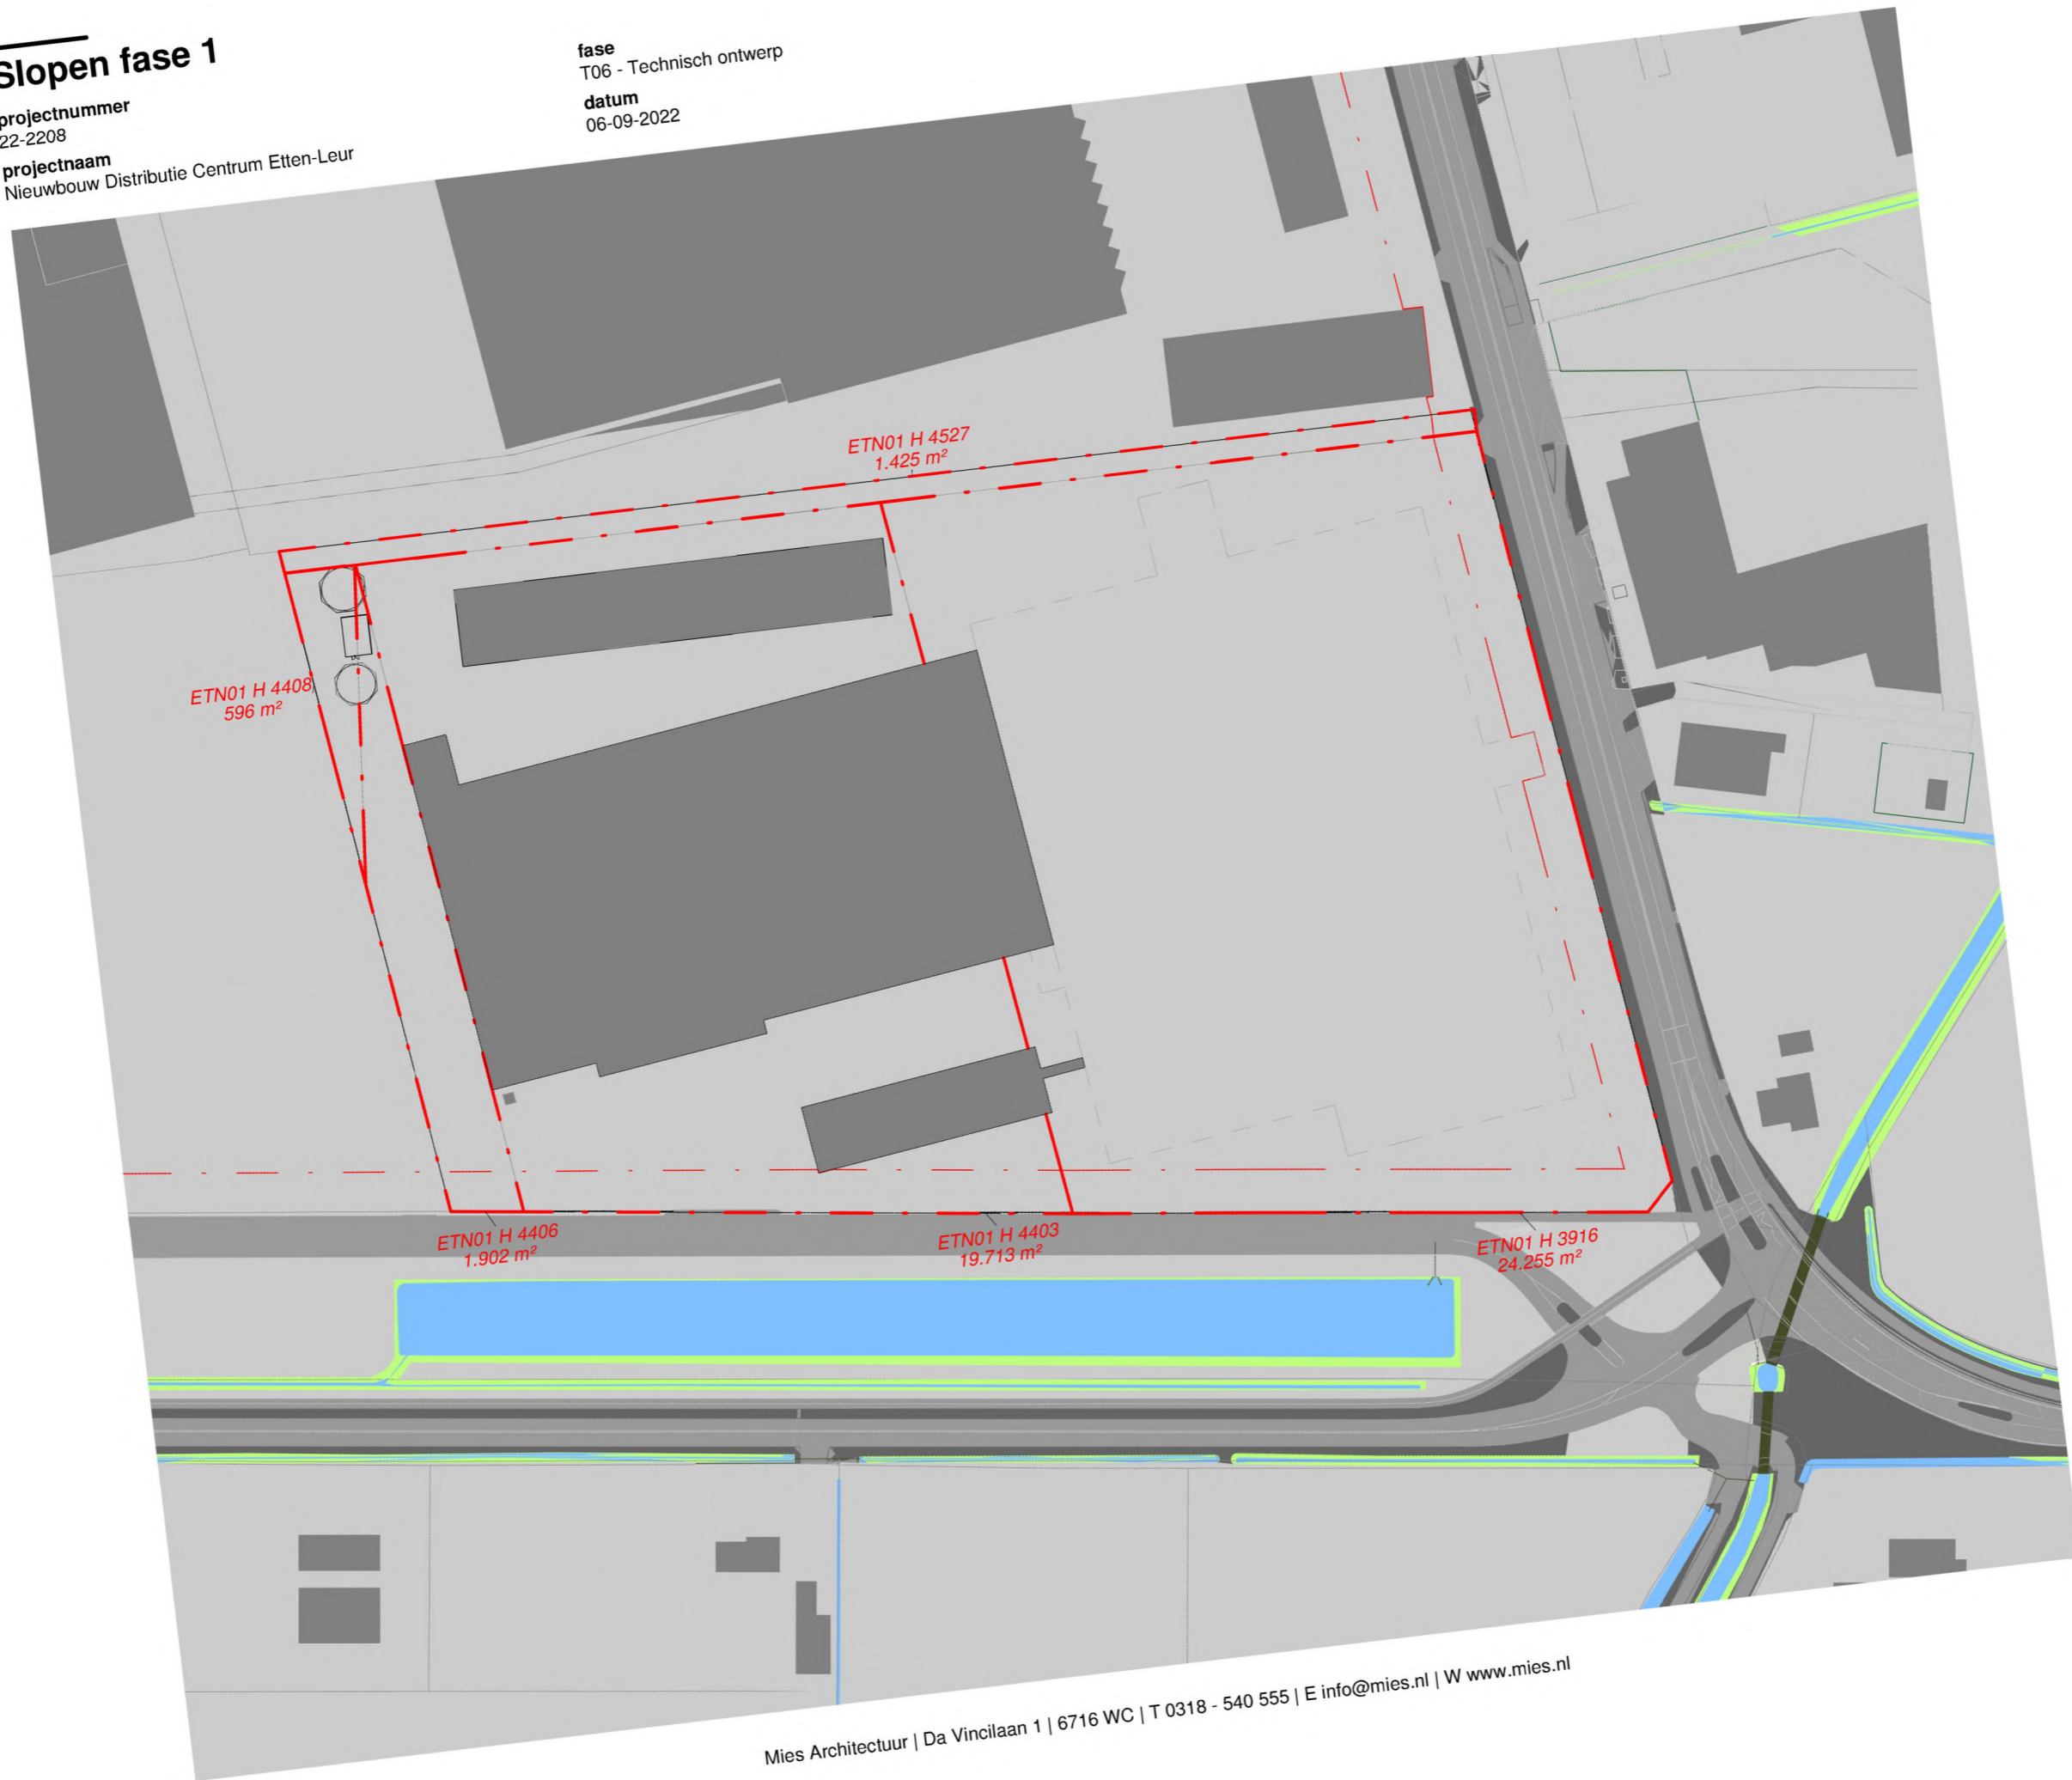 Slopen fase 1
projectnummer
22-2208
projectnaam
Nieuwbouw Distributie Centrum Etten-Leur
fase
T06 - Technisch ontwerp
datum
06-09-2022
ETN01 H 4527
1.425 m²
ETN01 H 4408
596 m²
ETN01 H 4406
1.902 m²
ETN01 H 4403
19.713 m²
ETN01 H 3916
24.255 m²
Mies Architectuur | Da Vincilaan 1 | 6716 WC | T 0318 - 540 555 | E info@mies.nl | W www.mies.nl